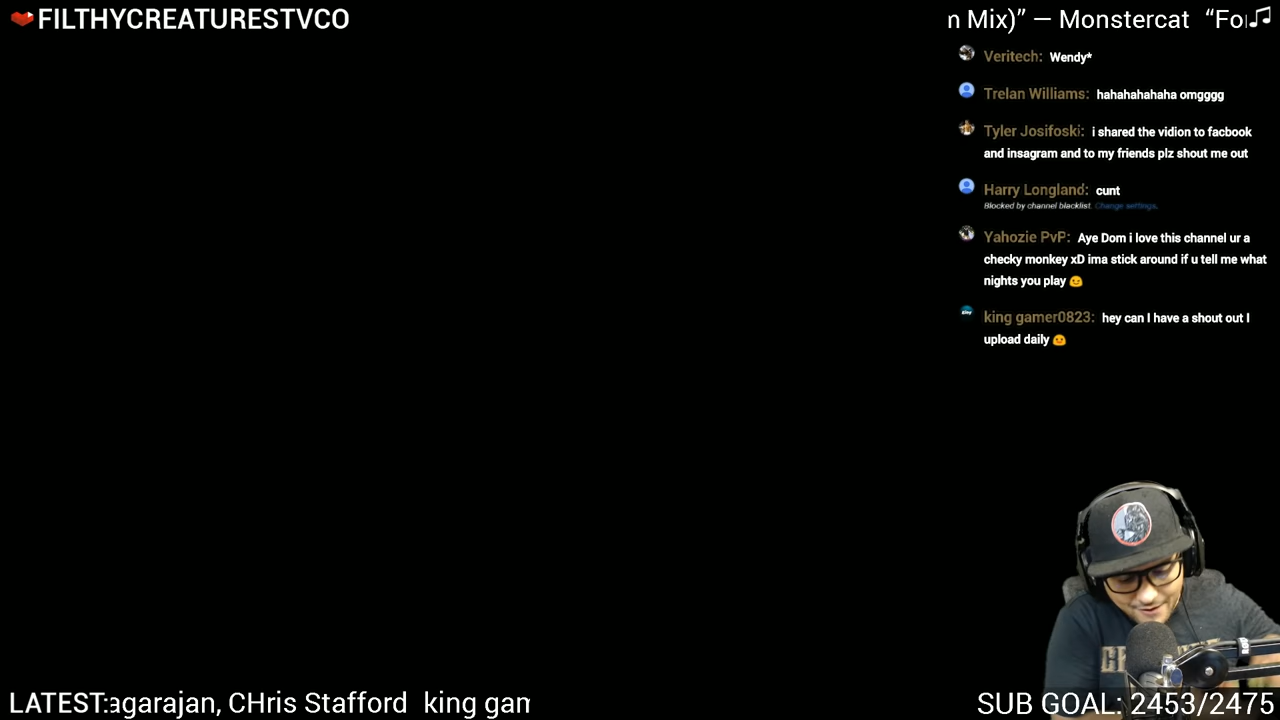 FILTHYCREATURESTVCO
n Mix)” — Monstercat “Fo
Veritech: Wendy*
Trelan Williams: hahahahahaha omgggg
Tyler Josifoski: i shared the vidion to facbook
and insagram and to my friends plz shout me out
Harry Longland: cunt
Blocked by channel blacklist. Change settings.
Yahozie PvP: Aye Dom i love this channel ur a
checky monkey xD ima stick around if u tell me what
nights you play
king gamer0823: hey can I have a shout out I
upload daily
LATEST: agarajan, CHris Stafford king gam
SUB GOAL: 2453/2475